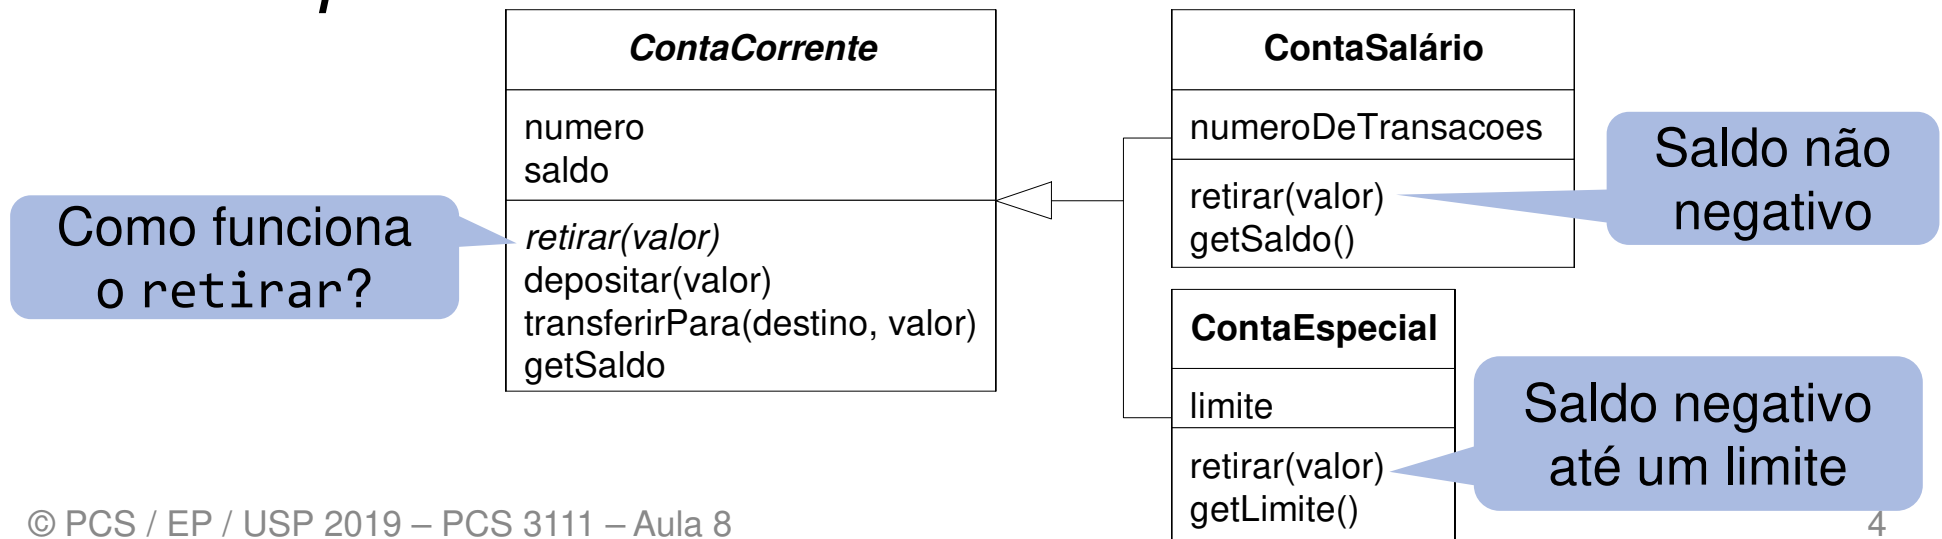 ContaCorrente
numero
saldo
retirar(valor)
depositar(valor)
transferirPara(destino, valor)
getSaldo
Como funciona
o retirar?
ContaSalário
numeroDeTransacoes
retirar(valor)
getSaldo()
Saldo não
negativo
ContaEspecial
limite
retirar(valor)
getLimite()
Saldo negativo
até um limite
© PCS / EP / USP 2019 – PCS 3111 – Aula 8
4